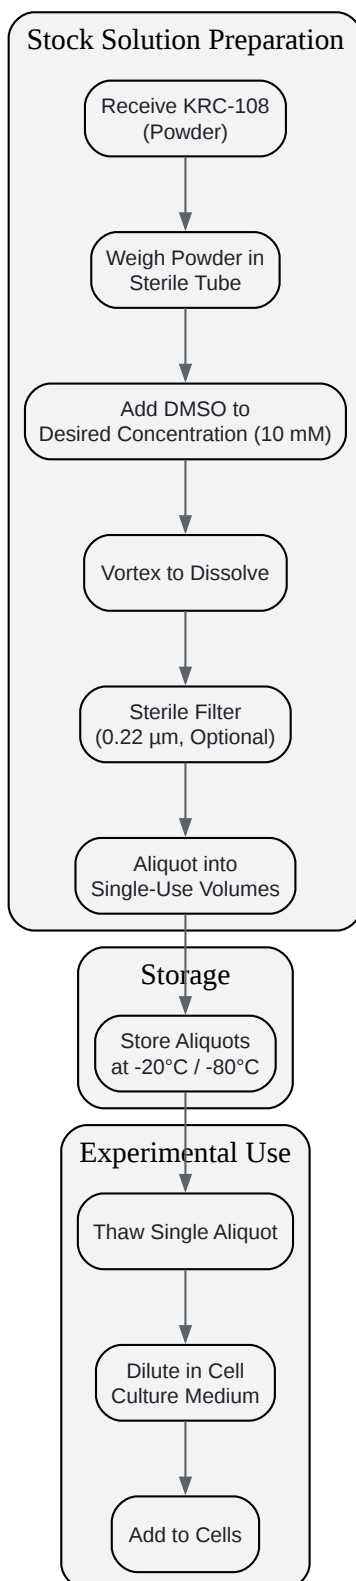 Stock Solution Preparation
Receive KRC-108
(Powder)
Weigh Powder in
Sterile Tube
Add DMSO to
Desired Concentration (10 mM)
Vortex to Dissolve
Sterile Filter
(0.22 µm, Optional)
Aliquot into
Single-Use Volumes
Storage
Store Aliquots
at -20°C / -80°C
Experimental Use
Thaw Single Aliquot
Dilute in Cell
Culture Medium
Add to Cells